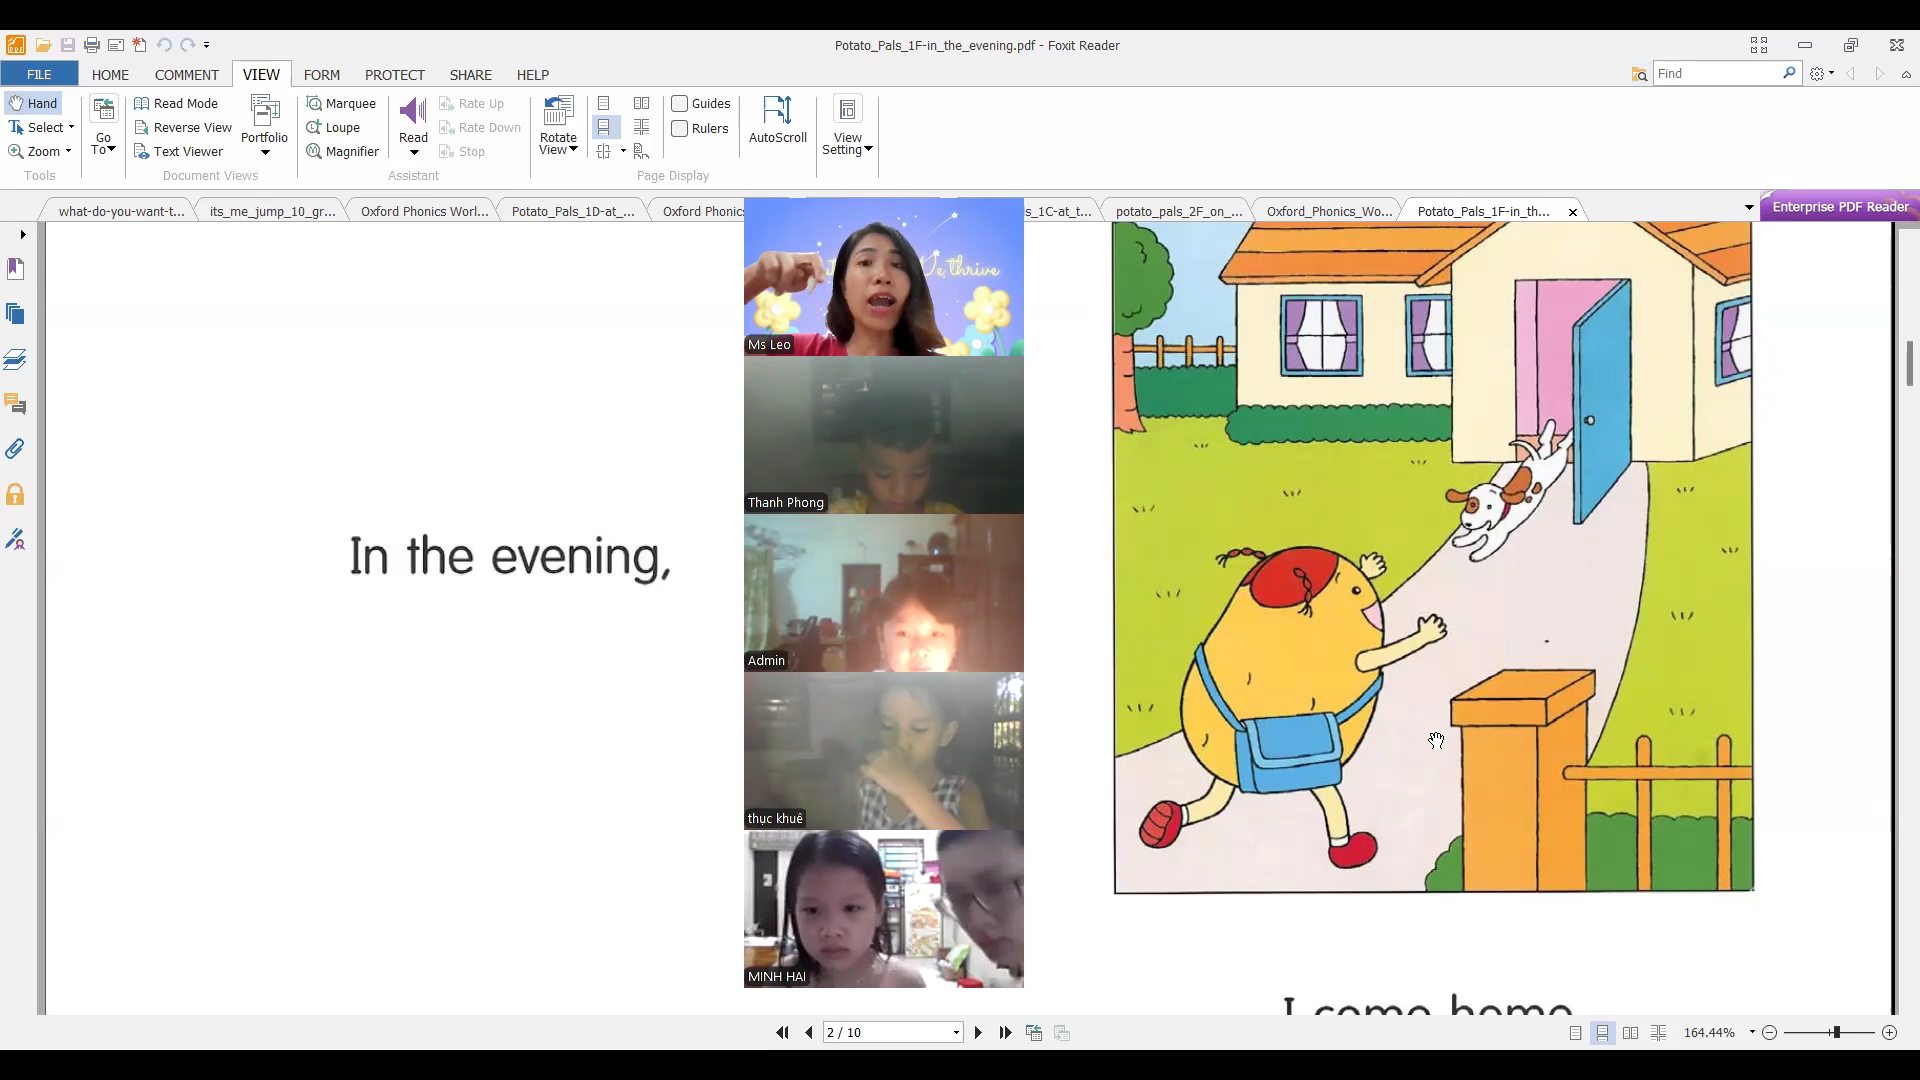 Potato_Pals_1F-in_the_evening.pdf - Foxit Reader
FILE HOME COMMENT VIEW FORM PROTECT SHARE HELP
Find
Hand
Select
Zoom
Tools
Go To
Read Mode
Reverse View
Text Viewer
Portfolio
Document Views
Marquee
Loupe
Magnifier
Read
Rate Up
Rate Down
Stop
Assistant
Rotate View
Page Display
Guides
Rulers
AutoScroll
View Setting
what-do-you-want-t... its_me_jump_10_gr... Oxford Phonics Worl... Potato_Pals_1D-at_... Oxford Phonics s_1C-at_t... potato_pals_2F_on_... Oxford_Phonics_Wo... Potato_Pals_1F-in_th...
Enterprise PDF Reader
In the evening,
thrive
Ms Leo
Thanh Phong
Admin
thục khuê
MINH HAI
I come home
2 / 10
164.44%